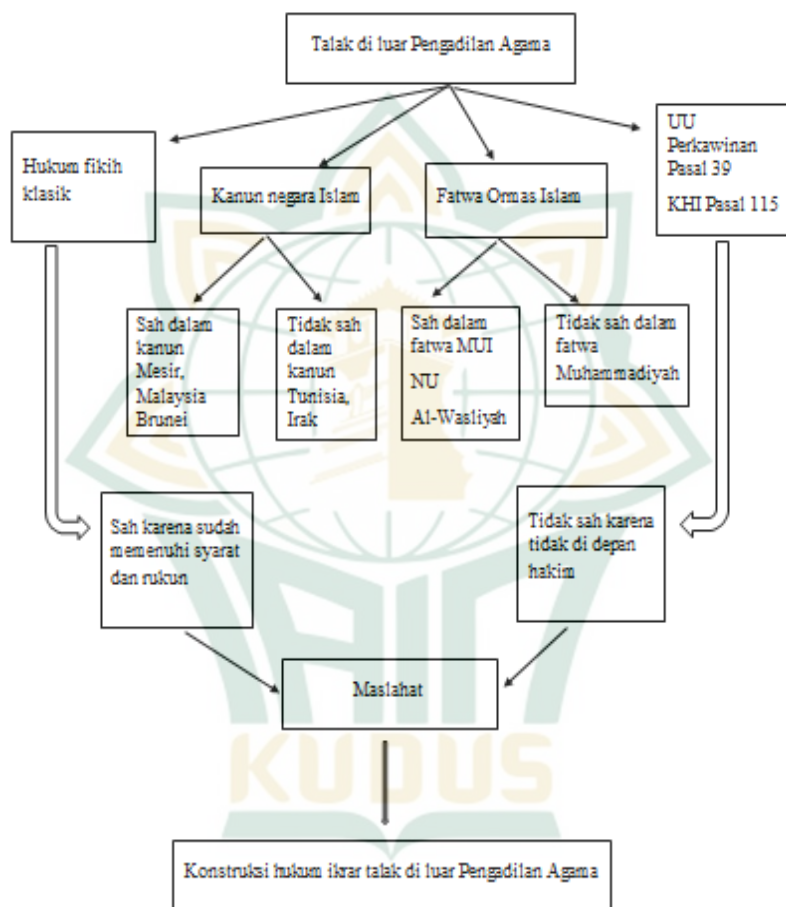 Talak di luar Pengadilan Agama
Hukum fikih
klasik
Kanun negara Islam
Fatwa Ormas Islam
UU
Perkawinan
Pasal 39
KHI Pasal 115
Sah dalam
kanun
Mesir,
Malaysia
Brunei
Tidak sah
dalam
kanun
Tunisia,
Irak
Sah dalam
fatwa MUI
NU
Al-Wasliyah
Tidak sah dalam
fatwa
Muhammadiyah
Sah karena sudah
memenuhi syarat
dan rukun
Tidak sah karena
tidak di depan
hakim
Maslahat
IAIN
KUDUS
Konstruksi hukum ikrar talak di luar Pengadilan Agama